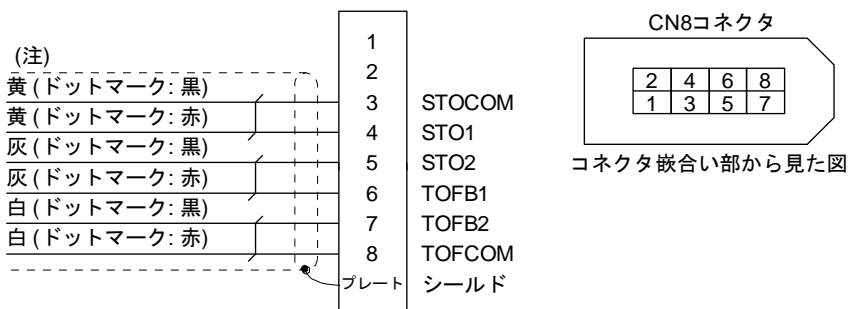 (注)
黄 (ドットマーク: 黒)
黄 (ドットマーク: 赤)
灰 (ドットマーク: 黒)
灰 (ドットマーク: 赤)
白 (ドットマーク: 黒)
白 (ドットマーク: 赤)
1
2
3 STOCOM
4 STO1
5 STO2
6 TOFB1
7 TOFB2
8 TOFCOM
プレート シールド
CN8コネクタ
2 4 6 8
1 3 5 7
コネクタ嵌合い部から見た図